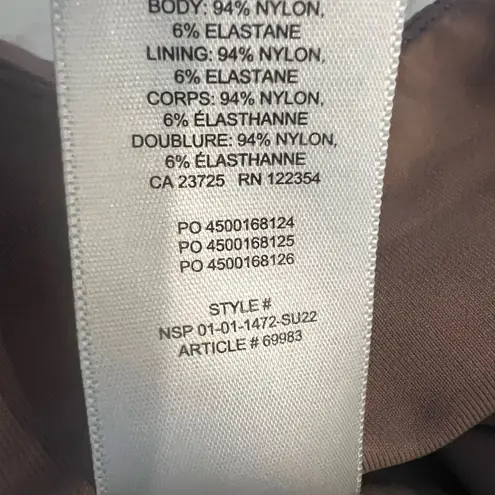 BODY: 94% NYLON,
6% ELASTANE
LINING: 94% NYLON,
6% ELASTANE
CORPS: 94% NYLON,
6% ÉLASTHANNE
DOUBLURE: 94% NYLON,
6% ÉLASTHANNE
CA 23725 RN 122354
PO 4500168124
PO 4500168125
PO 4500168126
STYLE #
NSP 01-01-1472-SU22
ARTICLE # 69983